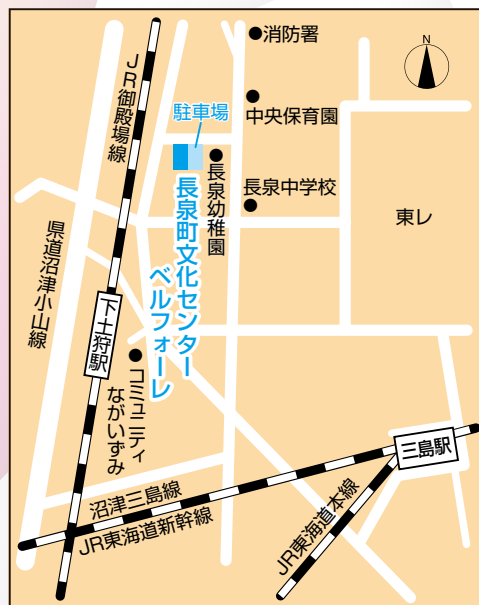 消防署
N
JR御殿場線
駐車場
中央保育園
長泉幼稚園
長泉中学校
東レ
長泉町文化センター
ベルフォーレ
県道沼津小山線
下土狩駅
コミュニティ
ながいずみ
三島駅
沼津三島線
JR東海道新幹線
JR東海道本線